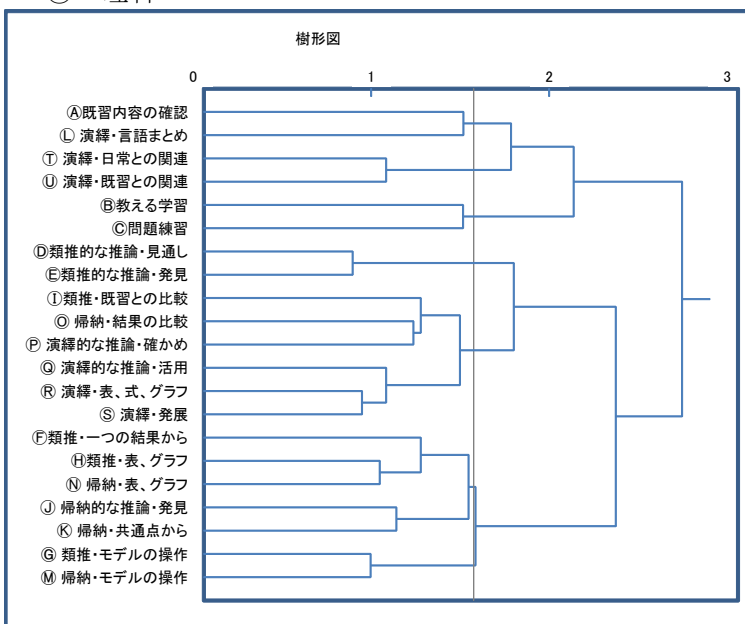 樹形図
0 1 2 3
Ⓐ既習内容の確認
Ⓛ 演繹・言語まとめ
Ⓣ 演繹・日常との関連
Ⓤ 演繹・既習との関連
Ⓑ教える学習
Ⓒ問題練習
Ⓓ類推的な推論・見通し
Ⓔ類推的な推論・発見
Ⓘ類推・既習との比較
Ⓞ 帰納・結果の比較
Ⓟ 演繹的な推論・確かめ
Ⓠ 演繹的な推論・活用
Ⓡ 演繹・表、式、グラフ
Ⓢ 演繹・発展
Ⓕ類推・一つの結果から
Ⓗ類推・表、グラフ
Ⓝ 帰納・表、グラフ
Ⓙ 帰納的な推論・発見
Ⓚ 帰納・共通点から
Ⓖ 類推・モデルの操作
Ⓜ 帰納・モデルの操作